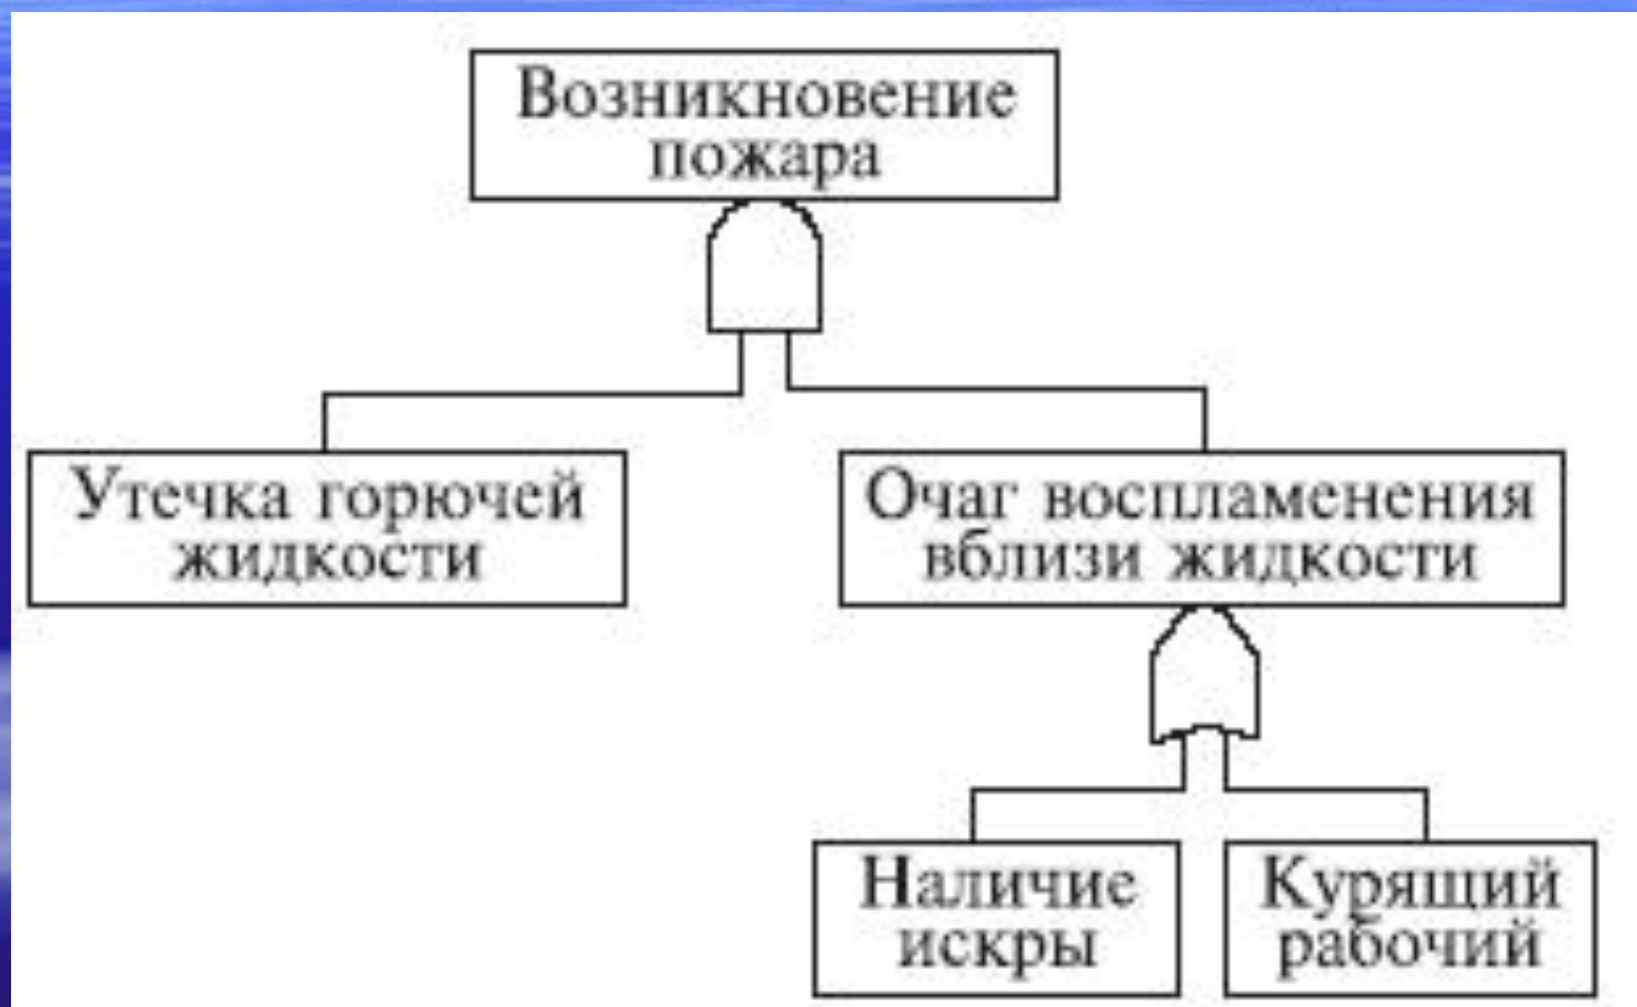 Возникновение
пожара
Утечка горючей
жидкости
Очаг воспламенения
вблизи жидкости
Наличие
искры
Курящий
рабочий